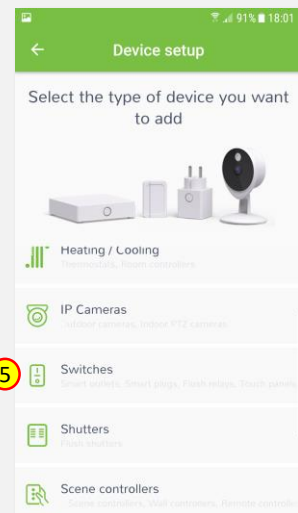 91% 18:01
Device setup
Select the type of device you want
to add
Heating / Cooling
Thermostats, Room controllers
IP Cameras
Outdoor cameras, Indoor PTZ cameras
5
Switches
Smart outlets, Smart plugs, Flush relays, Touch panels
Shutters
Flush shutters
Scene controllers
Scene controllers, Wall controllers, Remote controller